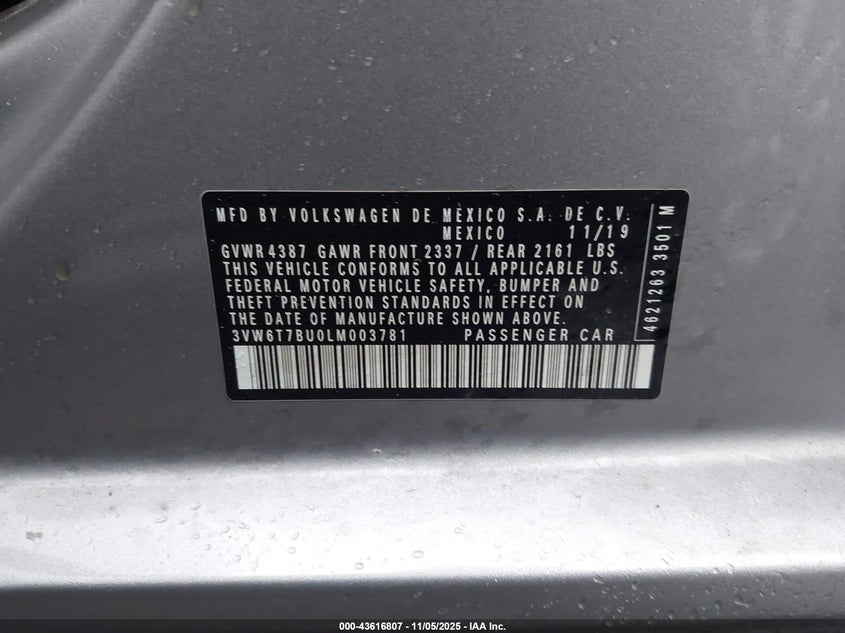 MFD BY VOLKSWAGEN DE MEXICO S.A. DE C.V.
MEXICO 11/19
GVWR 4387 GAWR FRONT 2337 / REAR 2161 LBS
THIS VEHICLE CONFORMS TO ALL APPLICABLE U.S.
FEDERAL MOTOR VEHICLE SAFETY, BUMPER AND
THEFT PREVENTION STANDARDS IN EFFECT ON
THE DATE OF MANUFACTURE SHOWN ABOVE.
3VW6T7BU0LM003781 PASSENGER CAR
4621263 3501 M
000-43616807 - 11/05/2025 - IAA Inc.